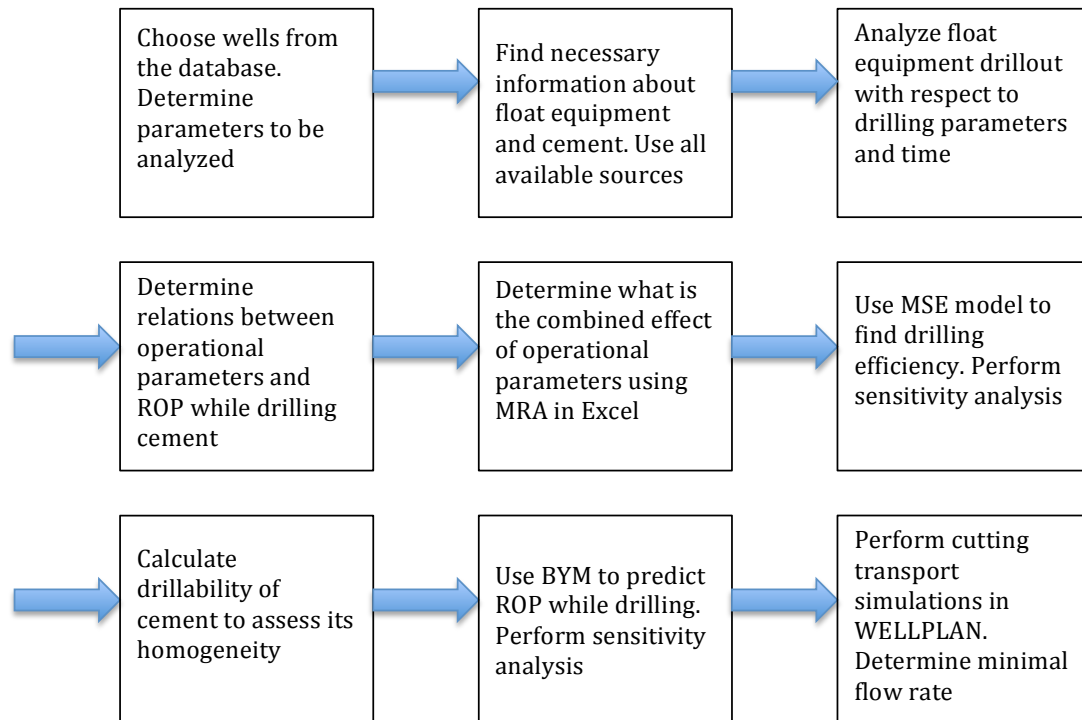 Choose wells from
the database.
Determine
parameters to be
analyzed
Find necessary
information about
float equipment
and cement. Use all
available sources
Analyze float
equipment drillout
with respect to
drilling parameters
and time
Determine
relations between
operational
parameters and
ROP while drilling
cement
Determine what is
the combined effect
of operational
parameters using
MRA in Excel
Use MSE model to
find drilling
efficiency. Perform
sensitivity analysis
Calculate
drillability of
cement to assess its
homogeneity
Use BYM to predict
ROP while drilling.
Perform sensitivity
analysis
Perform cutting
transport
simulations in
WELLPLAN.
Determine minimal
flow rate